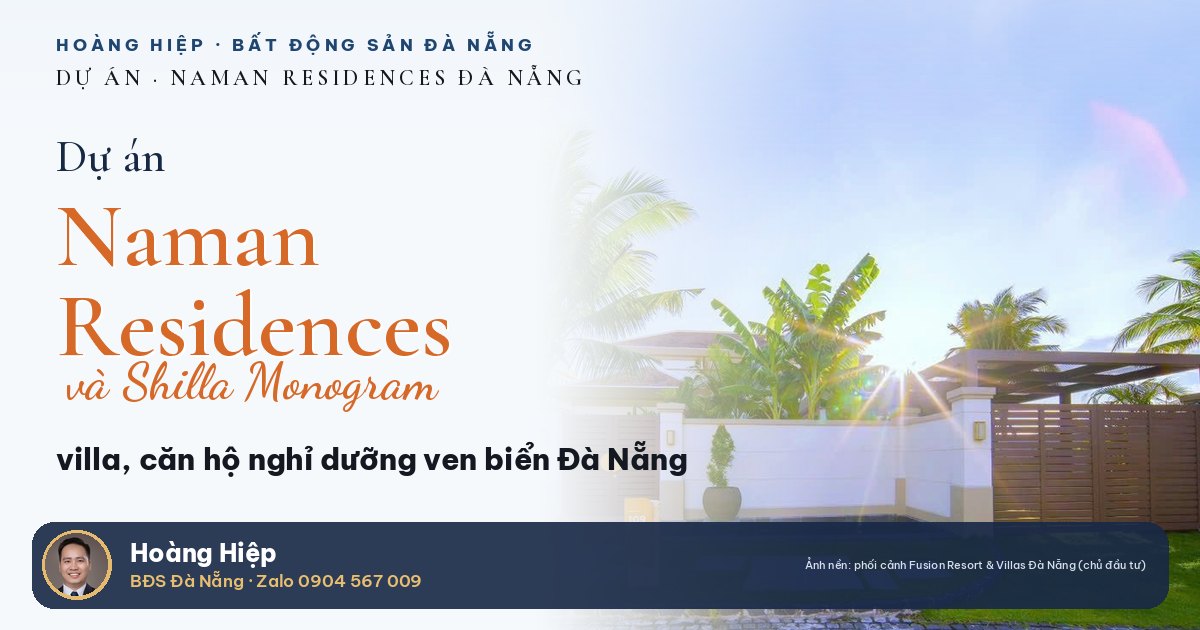 HOÀNG HIỆP · BẤT ĐỘNG SẢN ĐÀ NẴNG
DỰ ÁN · NAMAN RESIDENCES ĐÀ NẴNG
Dự án
Naman
Residences
và Shilla Monogram
villa, căn hộ nghỉ dưỡng ven biển Đà Nẵng
Hoàng Hiệp
BĐS Đà Nẵng · Zalo 0904 567 009
Ảnh nền: phối cảnh Fusion Resort & Villas Đà Nẵng (chủ đầu tư)